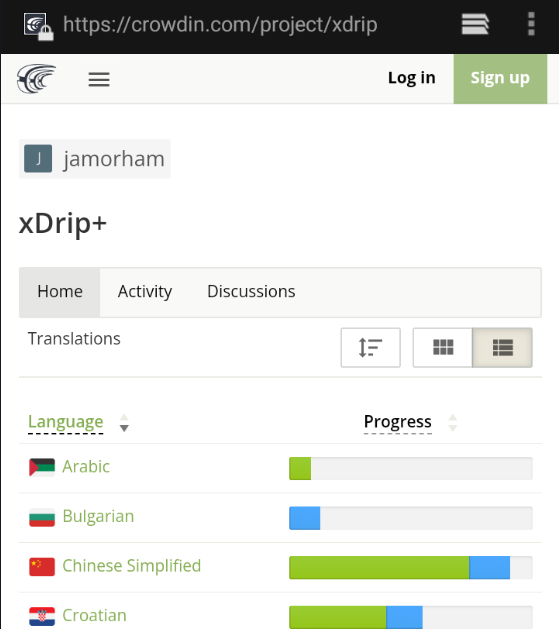 https://crowdin.com/project/xdrip
Log in
Sign up
J
jamorham
xDrip+
Home
Activity
Discussions
Translations
Language
Progress
Arabic
Bulgarian
Chinese Simplified
Croatian